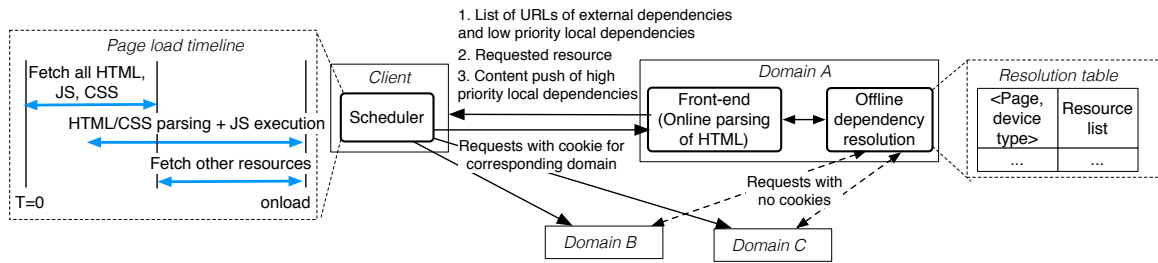 Page load timeline
Fetch all HTML,
JS, CSS
HTML/CSS parsing + JS execution
Fetch other resources
T=0
onload
Client
Scheduler
1. List of URLs of external dependencies
and low priority local dependencies
2. Requested resource
3. Content push of high
priority local dependencies
Requests with cookie for
corresponding domain
Domain A
Front-end
(Online parsing
of HTML)
Offline
dependency
resolution
Requests with
no cookies
Domain B
Domain C
Resolution table
<Page,
device
type>
Resource
list
...
...